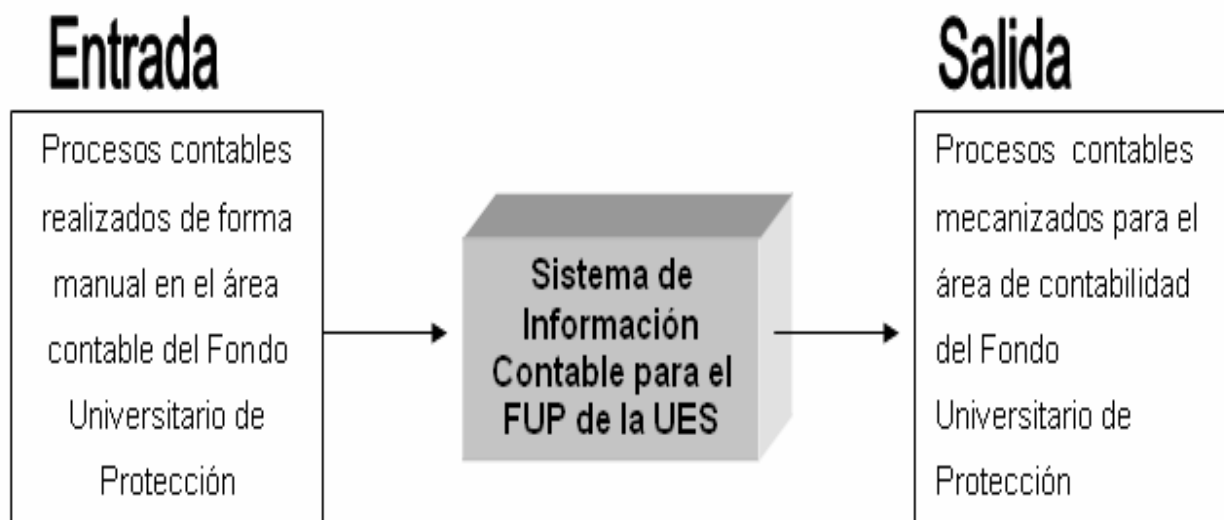 Entrada
Procesos contables
realizados de forma
manual en el área
contable del Fondo
Universitario de
Protección
Sistema de
Información
Contable para el
FUP de la UES
Salida
Procesos contables
mecanizados para el
área de contabilidad
del Fondo
Universitario de
Protección